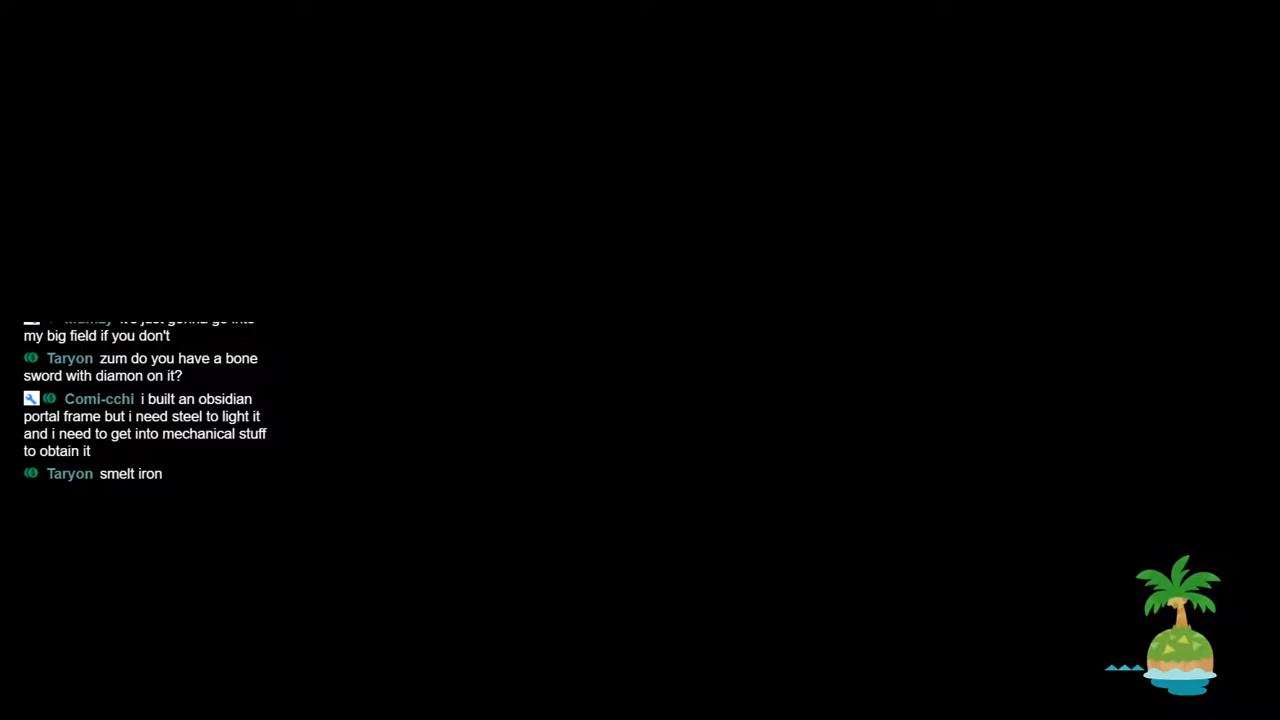 my big field if you don't
Taryon zum do you have a bone
sword with diamon on it?
Comi-cchi i built an obsidian
portal frame but i need steel to light it
and i need to get into mechanical stuff
to obtain it
Taryon smelt iron